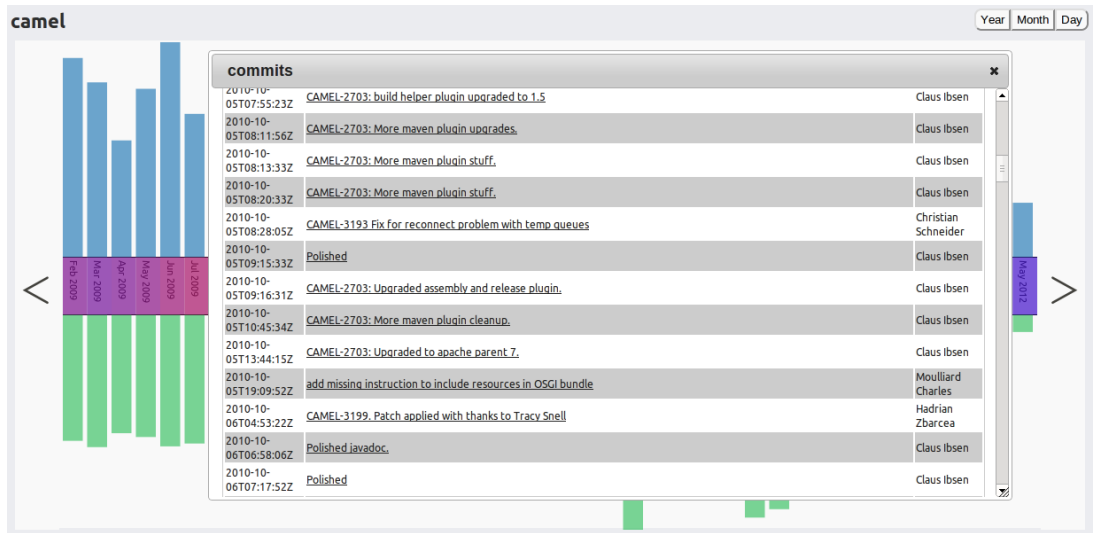 camel
Year Month Day
commits
2010-10-
05T07:55:23Z CAMEL-2703: build helper plugin upgraded to 1.5 Claus Ibsen
2010-10-
05T08:11:56Z CAMEL-2703: More maven plugin upgrades. Claus Ibsen
2010-10-
05T08:13:33Z CAMEL-2703: More maven plugin stuff. Claus Ibsen
2010-10-
05T08:20:33Z CAMEL-2703: More maven plugin stuff. Claus Ibsen
2010-10- Christian
05T08:28:05Z CAMEL-3193 Fix for reconnect problem with temp queues Schneider
2010-10-
05T09:15:33Z Polished Claus Ibsen
2010-10-
05T09:16:31Z CAMEL-2703: Upgraded assembly and release plugin. Claus Ibsen
2010-10-
05T10:45:34Z CAMEL-2703: More maven plugin cleanup. Claus Ibsen
2010-10-
05T13:44:15Z CAMEL-2703: Upgraded to apache parent 7. Claus Ibsen
2010-10- Moulliard
05T19:09:52Z add missing instruction to include resources in OSGI bundle Charles
2010-10- Hadrian
06T04:53:22Z CAMEL-3199. Patch applied with thanks to Tracy Snell Zbarcea
2010-10-
06T06:58:06Z Polished javadoc. Claus Ibsen
2010-10-
06T07:17:52Z Polished Claus Ibsen
Feb 2009
Mar 2009
Apr 2009
May 2009
Jun 2009
Jul 2009
May 2012